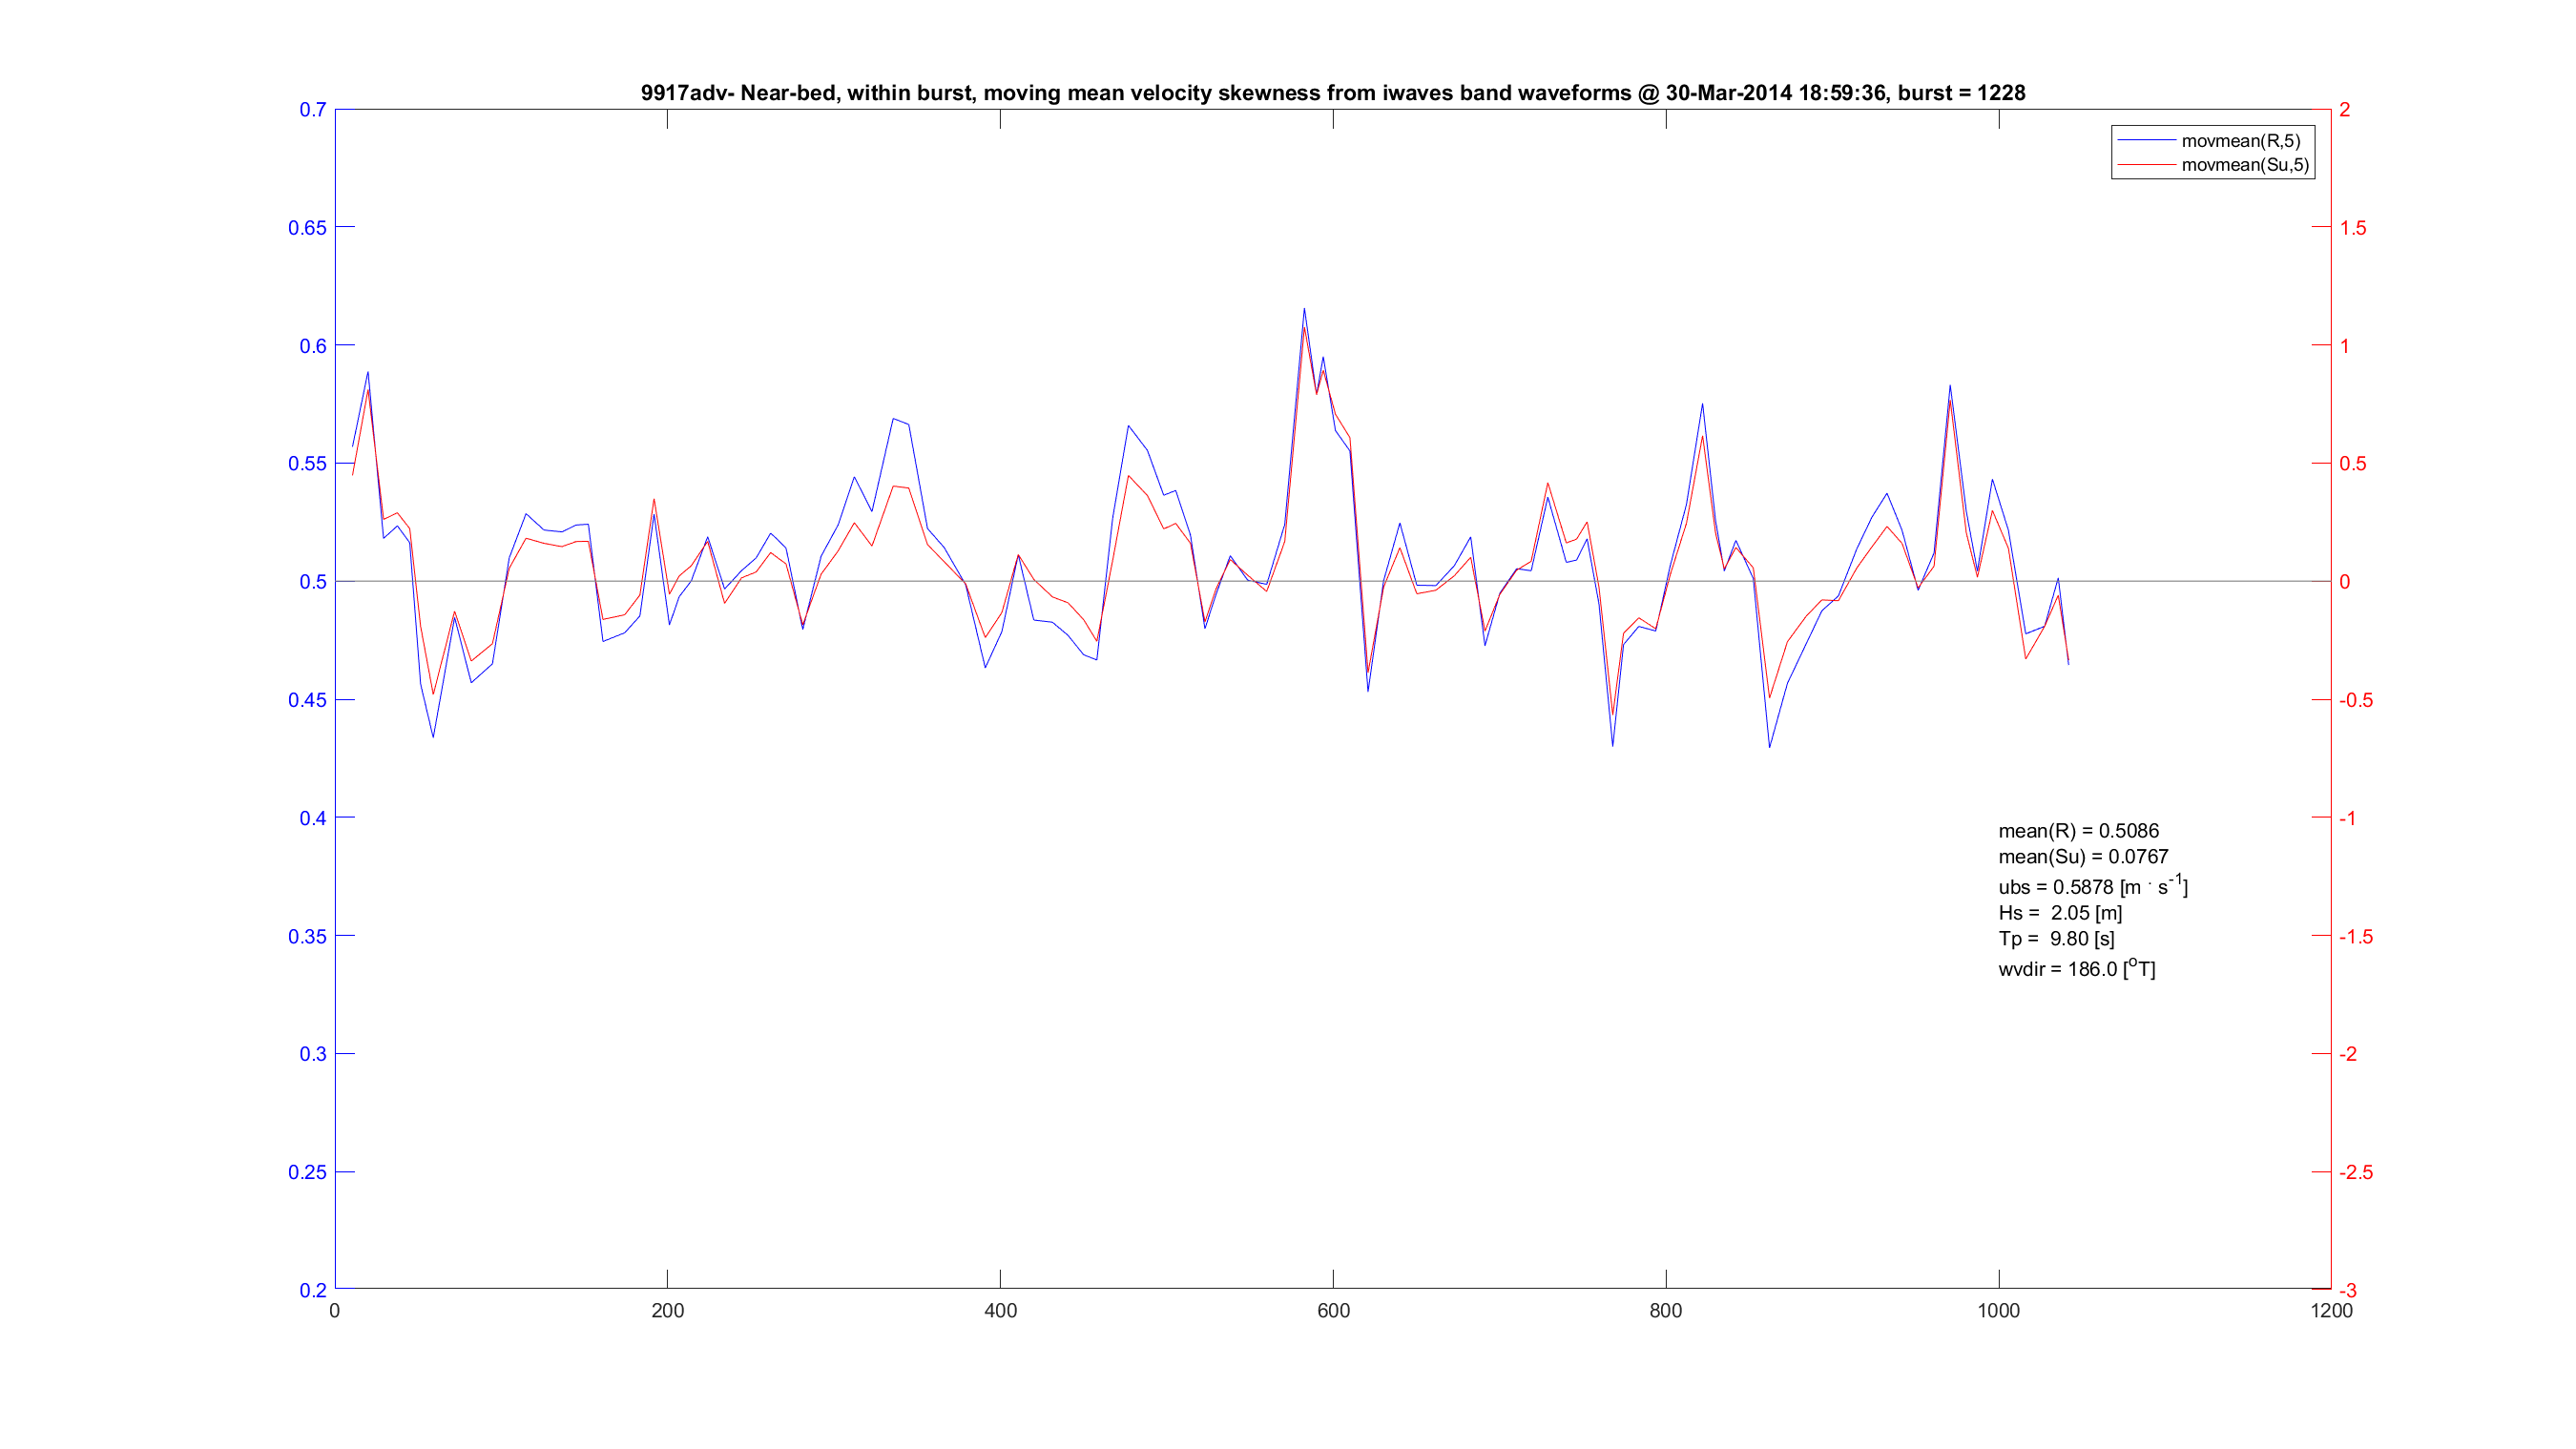 9917adv- Near-bed, within burst, moving mean velocity skewness from iwaves band waveforms @ 30-Mar-2014 18:59:36, burst = 1228
0.7
0.65
0.6
0.55
0.5
0.45
0.4
0.35
0.3
0.25
0.2
2
1.5
1
0.5
0
-0.5
-1
-1.5
-2
-2.5
-3
movmean(R,5)
movmean(Su,5)
mean(R) = 0.5086
mean(Su) = 0.0767
ubs = 0.5878 [m · s⁻¹]
Hs =  2.05 [m]
Tp =  9.80 [s]
wvdir = 186.0 [ᵒT]
0 200 400 600 800 1000 1200